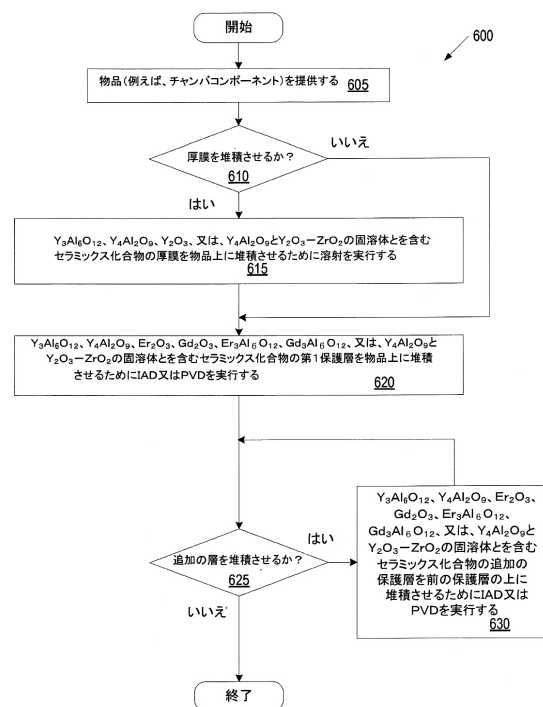 開始
600
物品(例えば、チャンバコンポーネント)を提供する 605
厚膜を堆積させるか？
610
いいえ
はい
Y₃Al₆O₁₂、Y₄Al₂O₉、Y₂O₃、又は、Y₄Al₂O₉とY₂O₃−ZrO₂の固溶体とを含む
セラミックス化合物の厚膜を物品上に堆積させるために溶射を実行する
615
Y₃Al₆O₁₂、Y₄Al₂O₉、Er₂O₃、Gd₂O₃、Er₃Al₆O₁₂、Gd₃Al₆O₁₂、又は、Y₄Al₂O₉と
Y₂O₃−ZrO₂の固溶体とを含むセラミックス化合物の第1保護層を物品上に堆積
させるためにIAD又はPVDを実行する
620
追加の層を堆積させるか？
625
はい
いいえ
Y₃Al₆O₁₂、Y₄Al₂O₉、Er₂O₃、
Gd₂O₃、Er₃Al₆O₁₂、
Gd₃Al₆O₁₂、又は、Y₄Al₂O₉と
Y₂O₃−ZrO₂の固溶体とを含む
セラミックス化合物の追加の
保護層を前の保護層の上に
堆積させるためにIAD又は
PVDを実行する
630
終了